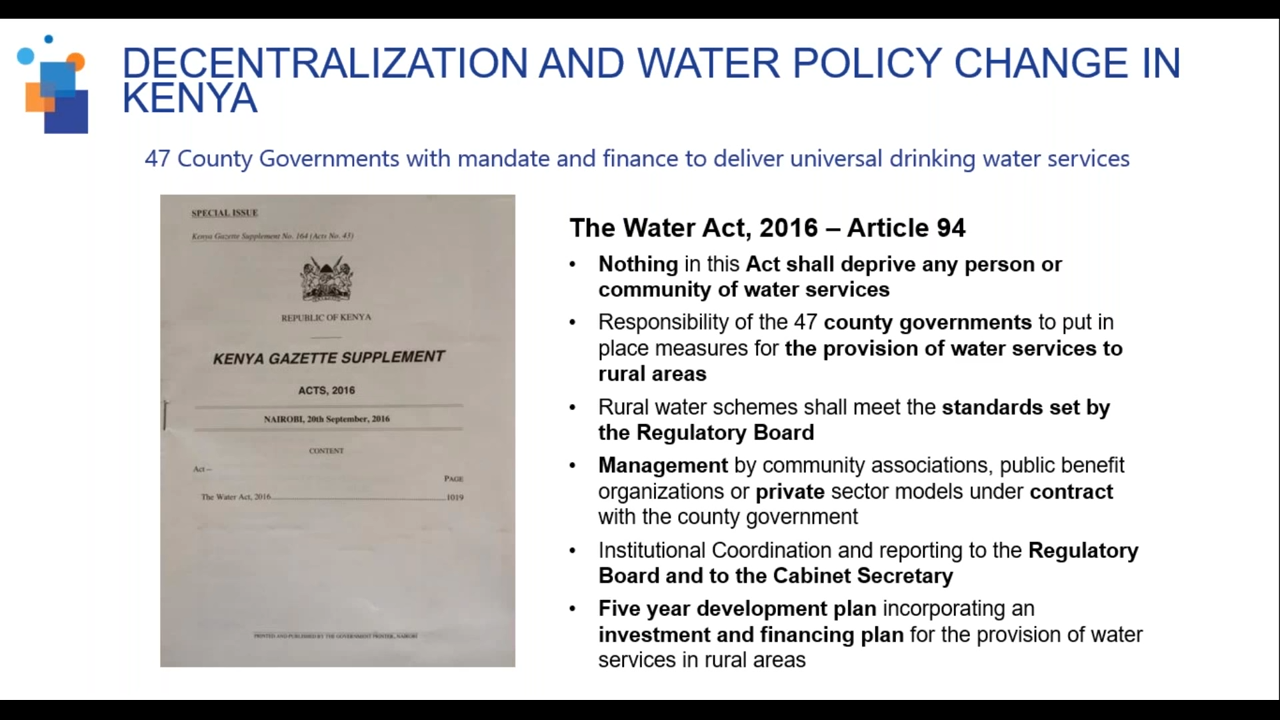 DECENTRALIZATION AND WATER POLICY CHANGE IN
KENYA
47 County Governments with mandate and finance to deliver universal drinking water services
SPECIAL ISSUE
Kenya Gazette Supplement No. 164 (Acts No. 43)
REPUBLIC OF KENYA
KENYA GAZETTE SUPPLEMENT
ACTS, 2016
NAIROBI, 20th September, 2016
CONTENT
Act—
PAGE
The Water Act, 2016 1019
PRINTED AND PUBLISHED BY THE GOVERNMENT PRINTER, NAIROBI
The Water Act, 2016 – Article 94
• Nothing in this Act shall deprive any person or
community of water services
• Responsibility of the 47 county governments to put in
place measures for the provision of water services to
rural areas
• Rural water schemes shall meet the standards set by
the Regulatory Board
• Management by community associations, public benefit
organizations or private sector models under contract
with the county government
• Institutional Coordination and reporting to the Regulatory
Board and to the Cabinet Secretary
• Five year development plan incorporating an
investment and financing plan for the provision of water
services in rural areas